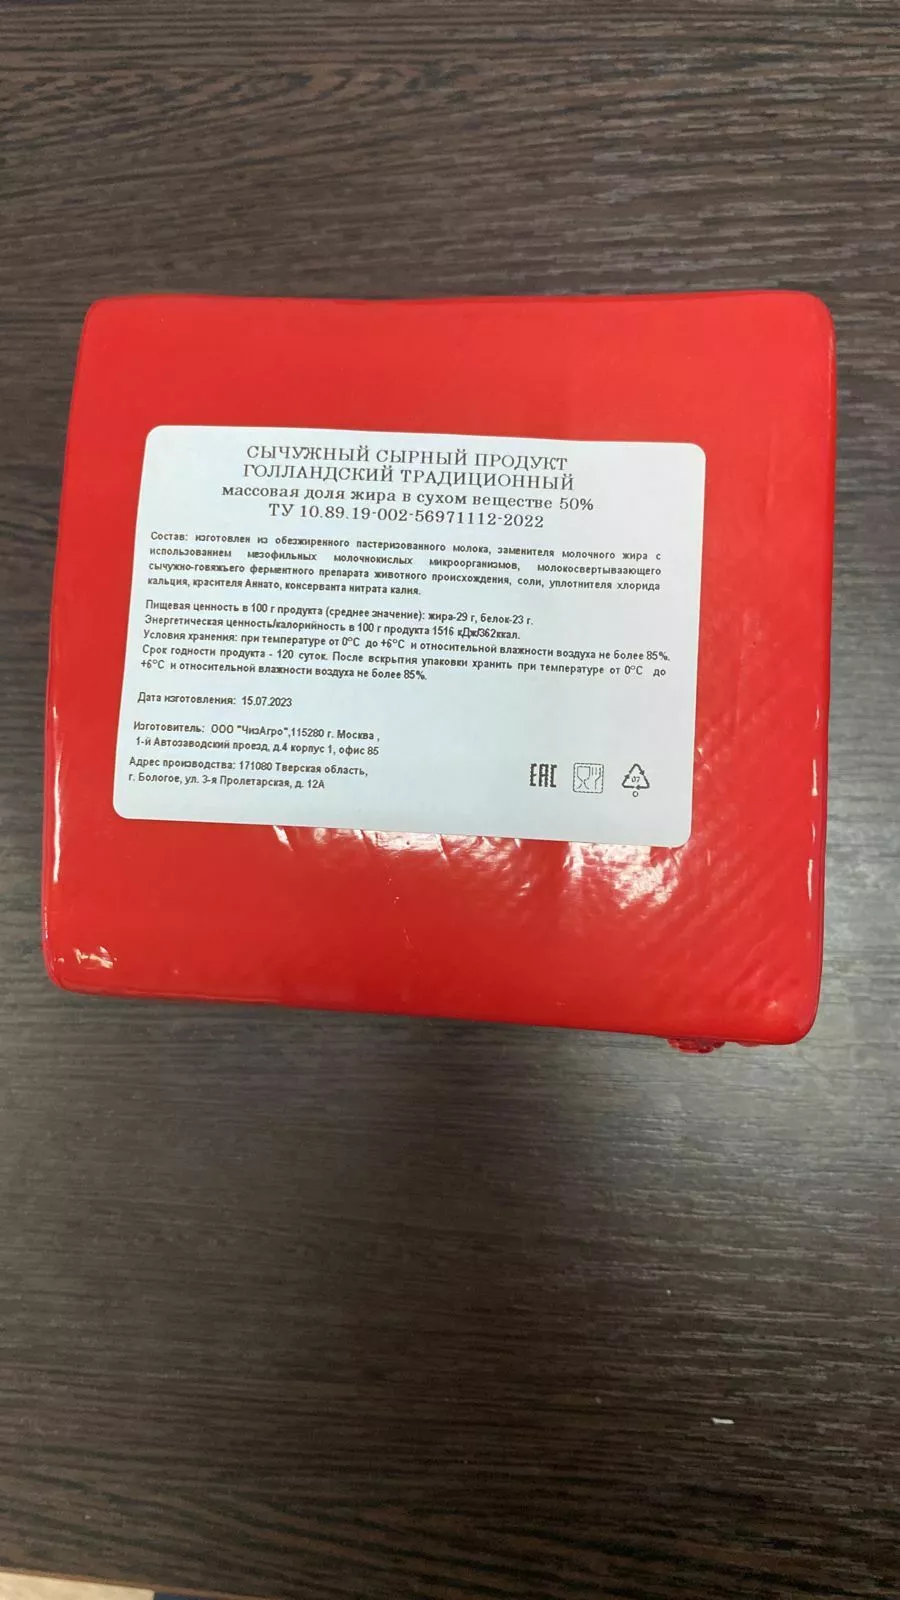 СЫЧУЖНЫЙ СЫРНЫЙ ПРОДУКТ
ГОЛЛАНДСКИЙ ТРАДИЦИОННЫЙ
массовая доля жира в сухом веществе 50%
ТУ 10.89.19-002-56971112-2022
Состав: изготовлен из обезжиренного пастеризованного молока, заменителя молочного жира с
использованием мезофильных молочнокислых микроорганизмов, молокосвертываающего
сычужно-говяжьего ферментного препарата животного происхождения, соли, уплотнителя хлорида
кальция, красителя Аннато, консерванта нитрата калия.
Пищевая ценность в 100 г продукта (среднее значение): жира-29 г, белок-23 г.
Энергетическая ценность/калорийность в 100 г продукта 1516 кДж/362ккал.
Условия хранения: при температуре от 0°С до +6°С и относительной влажности воздуха не более 85%.
Срок годности продукта - 120 суток. После вскрытия упаковки хранить при температуре от 0°С до
+6°С и относительной влажности воздуха не более 85%.
Дата изготовления: 15.07.2023
Изготовитель: ООО "ЧизАгро",115280 г. Москва ,
1-й Автозаводский проезд, д.4 корпус 1, офис 85
Адрес производства: 171080 Тверская область,
г. Бологое, ул. 3-я Пролетарская, д. 12А
ЕАС
07